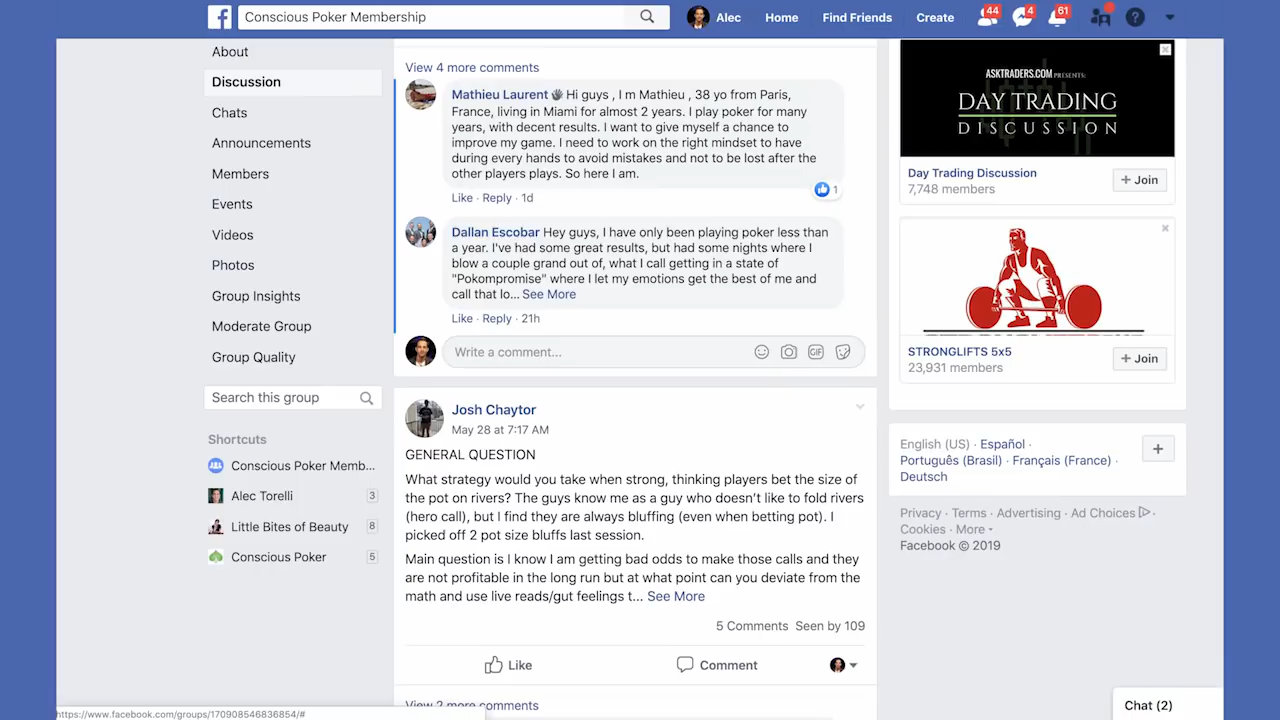 Conscious Poker Membership
Alec
Home
Find Friends
Create
44
4
61
About
Discussion
Chats
Announcements
Members
Events
Videos
Photos
Group Insights
Moderate Group
Group Quality
Search this group
Shortcuts
Conscious Poker Memb...
Alec Torelli 3
Little Bites of Beauty 8
Conscious Poker 5
View 4 more comments
Mathieu Laurent 👋 Hi guys , I m Mathieu , 38 yo from Paris,
France, living in Miami for almost 2 years. I play poker for many
years, with decent results. I want to give myself a chance to
improve my game. I need to work on the right mindset to have
during every hands to avoid mistakes and not to be lost after the
other players plays. So here I am.
1
Like · Reply · 1d
Dallan Escobar Hey guys, I have only been playing poker less than
a year. I've had some great results, but had some nights where I
blow a couple grand out of, what I call getting in a state of
"Pokompromise" where I let my emotions get the best of me and
call that lo... See More
Like · Reply · 21h
Write a comment...
GIF
Josh Chaytor
May 28 at 7:17 AM
GENERAL QUESTION
What strategy would you take when strong, thinking players bet the size of
the pot on rivers? The guys know me as a guy who doesn't like to fold rivers
(hero call), but I find they are always bluffing (even when betting pot). I
picked off 2 pot size bluffs last session.
Main question is I know I am getting bad odds to make those calls and they
are not profitable in the long run but at what point can you deviate from the
math and use live reads/gut feelings t... See More
5 Comments Seen by 109
Like
Comment
View 2 more comments
ASKTRADERS.COM PRESENTS:
DAY TRADING
DISCUSSION
Day Trading Discussion
7,748 members
+ Join
STRONGLIFTS 5x5
23,931 members
+ Join
English (US) · Español ·
Português (Brasil) · Français (France) ·
Deutsch
Privacy · Terms · Advertising · Ad Choices ·
Cookies · More
Facebook © 2019
Chat (2)
https://www.facebook.com/groups/170908546836854/#